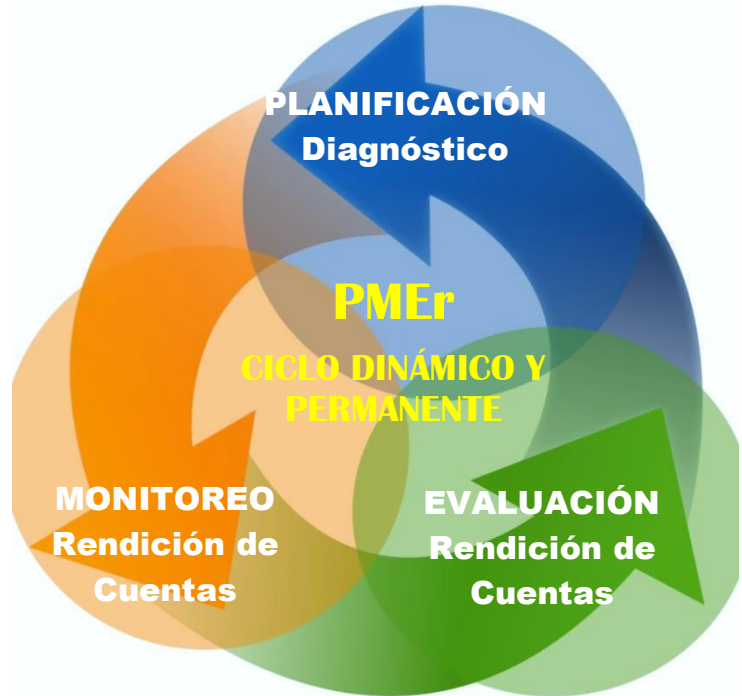 PLANIFICACIÓN
Diagnóstico
PMEr
CICLO DINÁMICO Y
PERMANENTE
MONITOREO
Rendición de
Cuentas
EVALUACIÓN
Rendición de
Cuentas